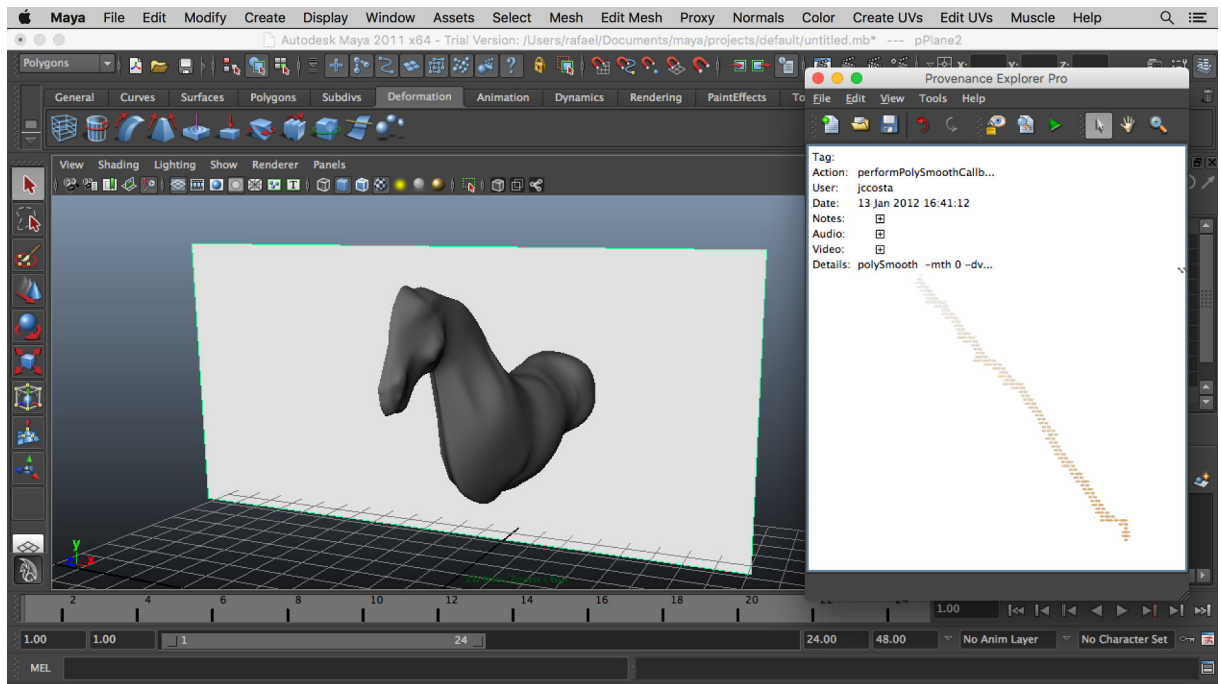 Maya File Edit Modify Create Display Window Assets Select Mesh Edit Mesh Proxy Normals Color Create UVs Edit UVs Muscle Help
Autodesk Maya 2011 x64 - Trial Version: /Users/rafael/Documents/maya/projects/default/untitled.mb* --- pPlane2
Polygons
X: Y: Z:
Provenance Explorer Pro
General Curves Surfaces Polygons Subdivs Deformation Animation Dynamics Rendering PaintEffects To
File Edit View Tools Help
View Shading Lighting Show Renderer Panels
Tag:
Action: performPolySmoothCallb...
User: jccosta
Date: 13 Jan 2012 16:41:12
Notes:
Audio:
Video:
Details: polySmooth -mth 0 -dv...
y
x
2 4 6 8 10 12 14 16 18 20 22 24 1.00
1.00 1.00 1 24 24.00 48.00 No Anim Layer No Character Set
MEL